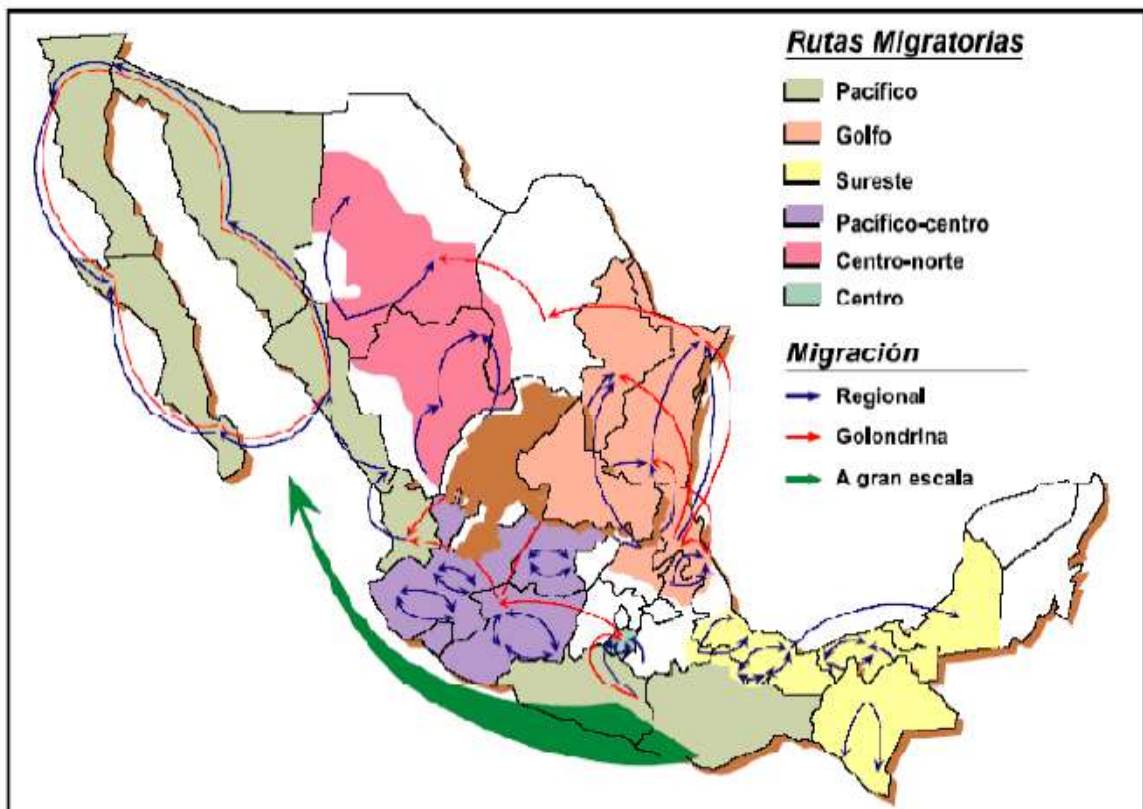 Rutas Migratorias
Pacífico
Golfo
Sureste
Pacífico-centro
Centro-norte
Centro
Migración
Regional
Golondrina
A gran escala